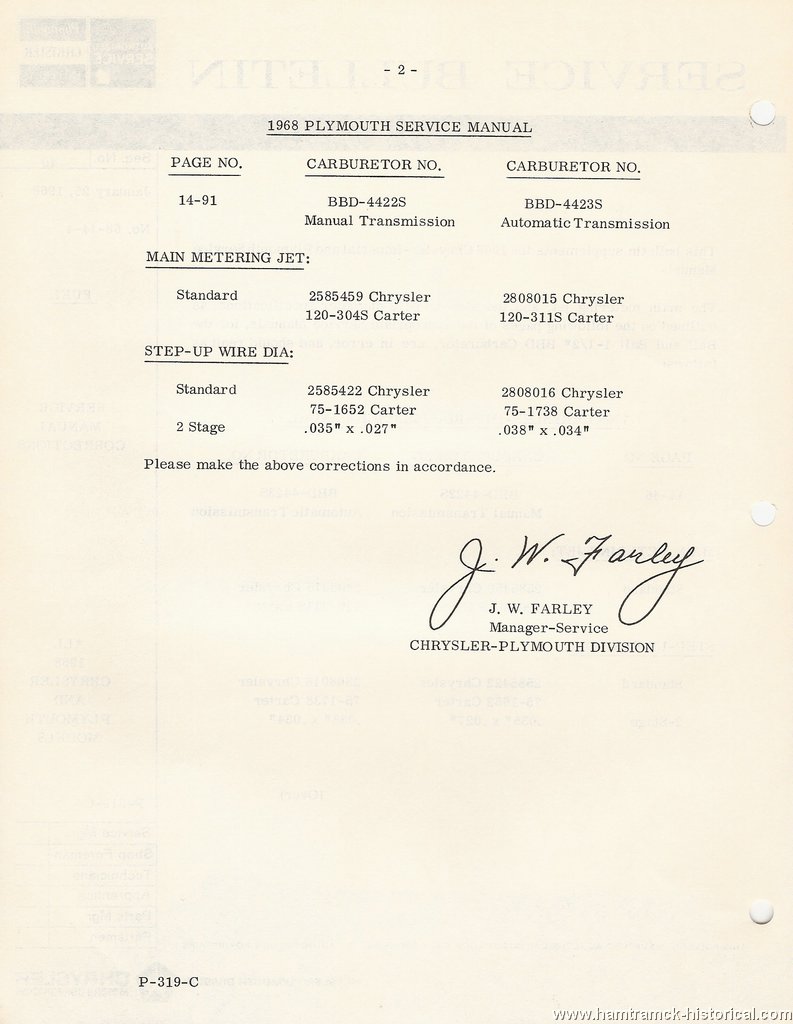 - 2 -
1968 PLYMOUTH SERVICE MANUAL
PAGE NO. CARBURETOR NO. CARBURETOR NO.
14-91 BBD-4422S BBD-4423S
Manual Transmission Automatic Transmission
MAIN METERING JET:
Standard 2585459 Chrysler 2808015 Chrysler
120-304S Carter 120-311S Carter
STEP-UP WIRE DIA:
Standard 2585422 Chrysler 2808016 Chrysler
75-1652 Carter 75-1738 Carter
2 Stage .035" x .027" .038" x .034"
Please make the above corrections in accordance.
J. W. Farley
J. W. FARLEY
Manager-Service
CHRYSLER-PLYMOUTH DIVISION
P-319-C
www.hamtramck-historical.com